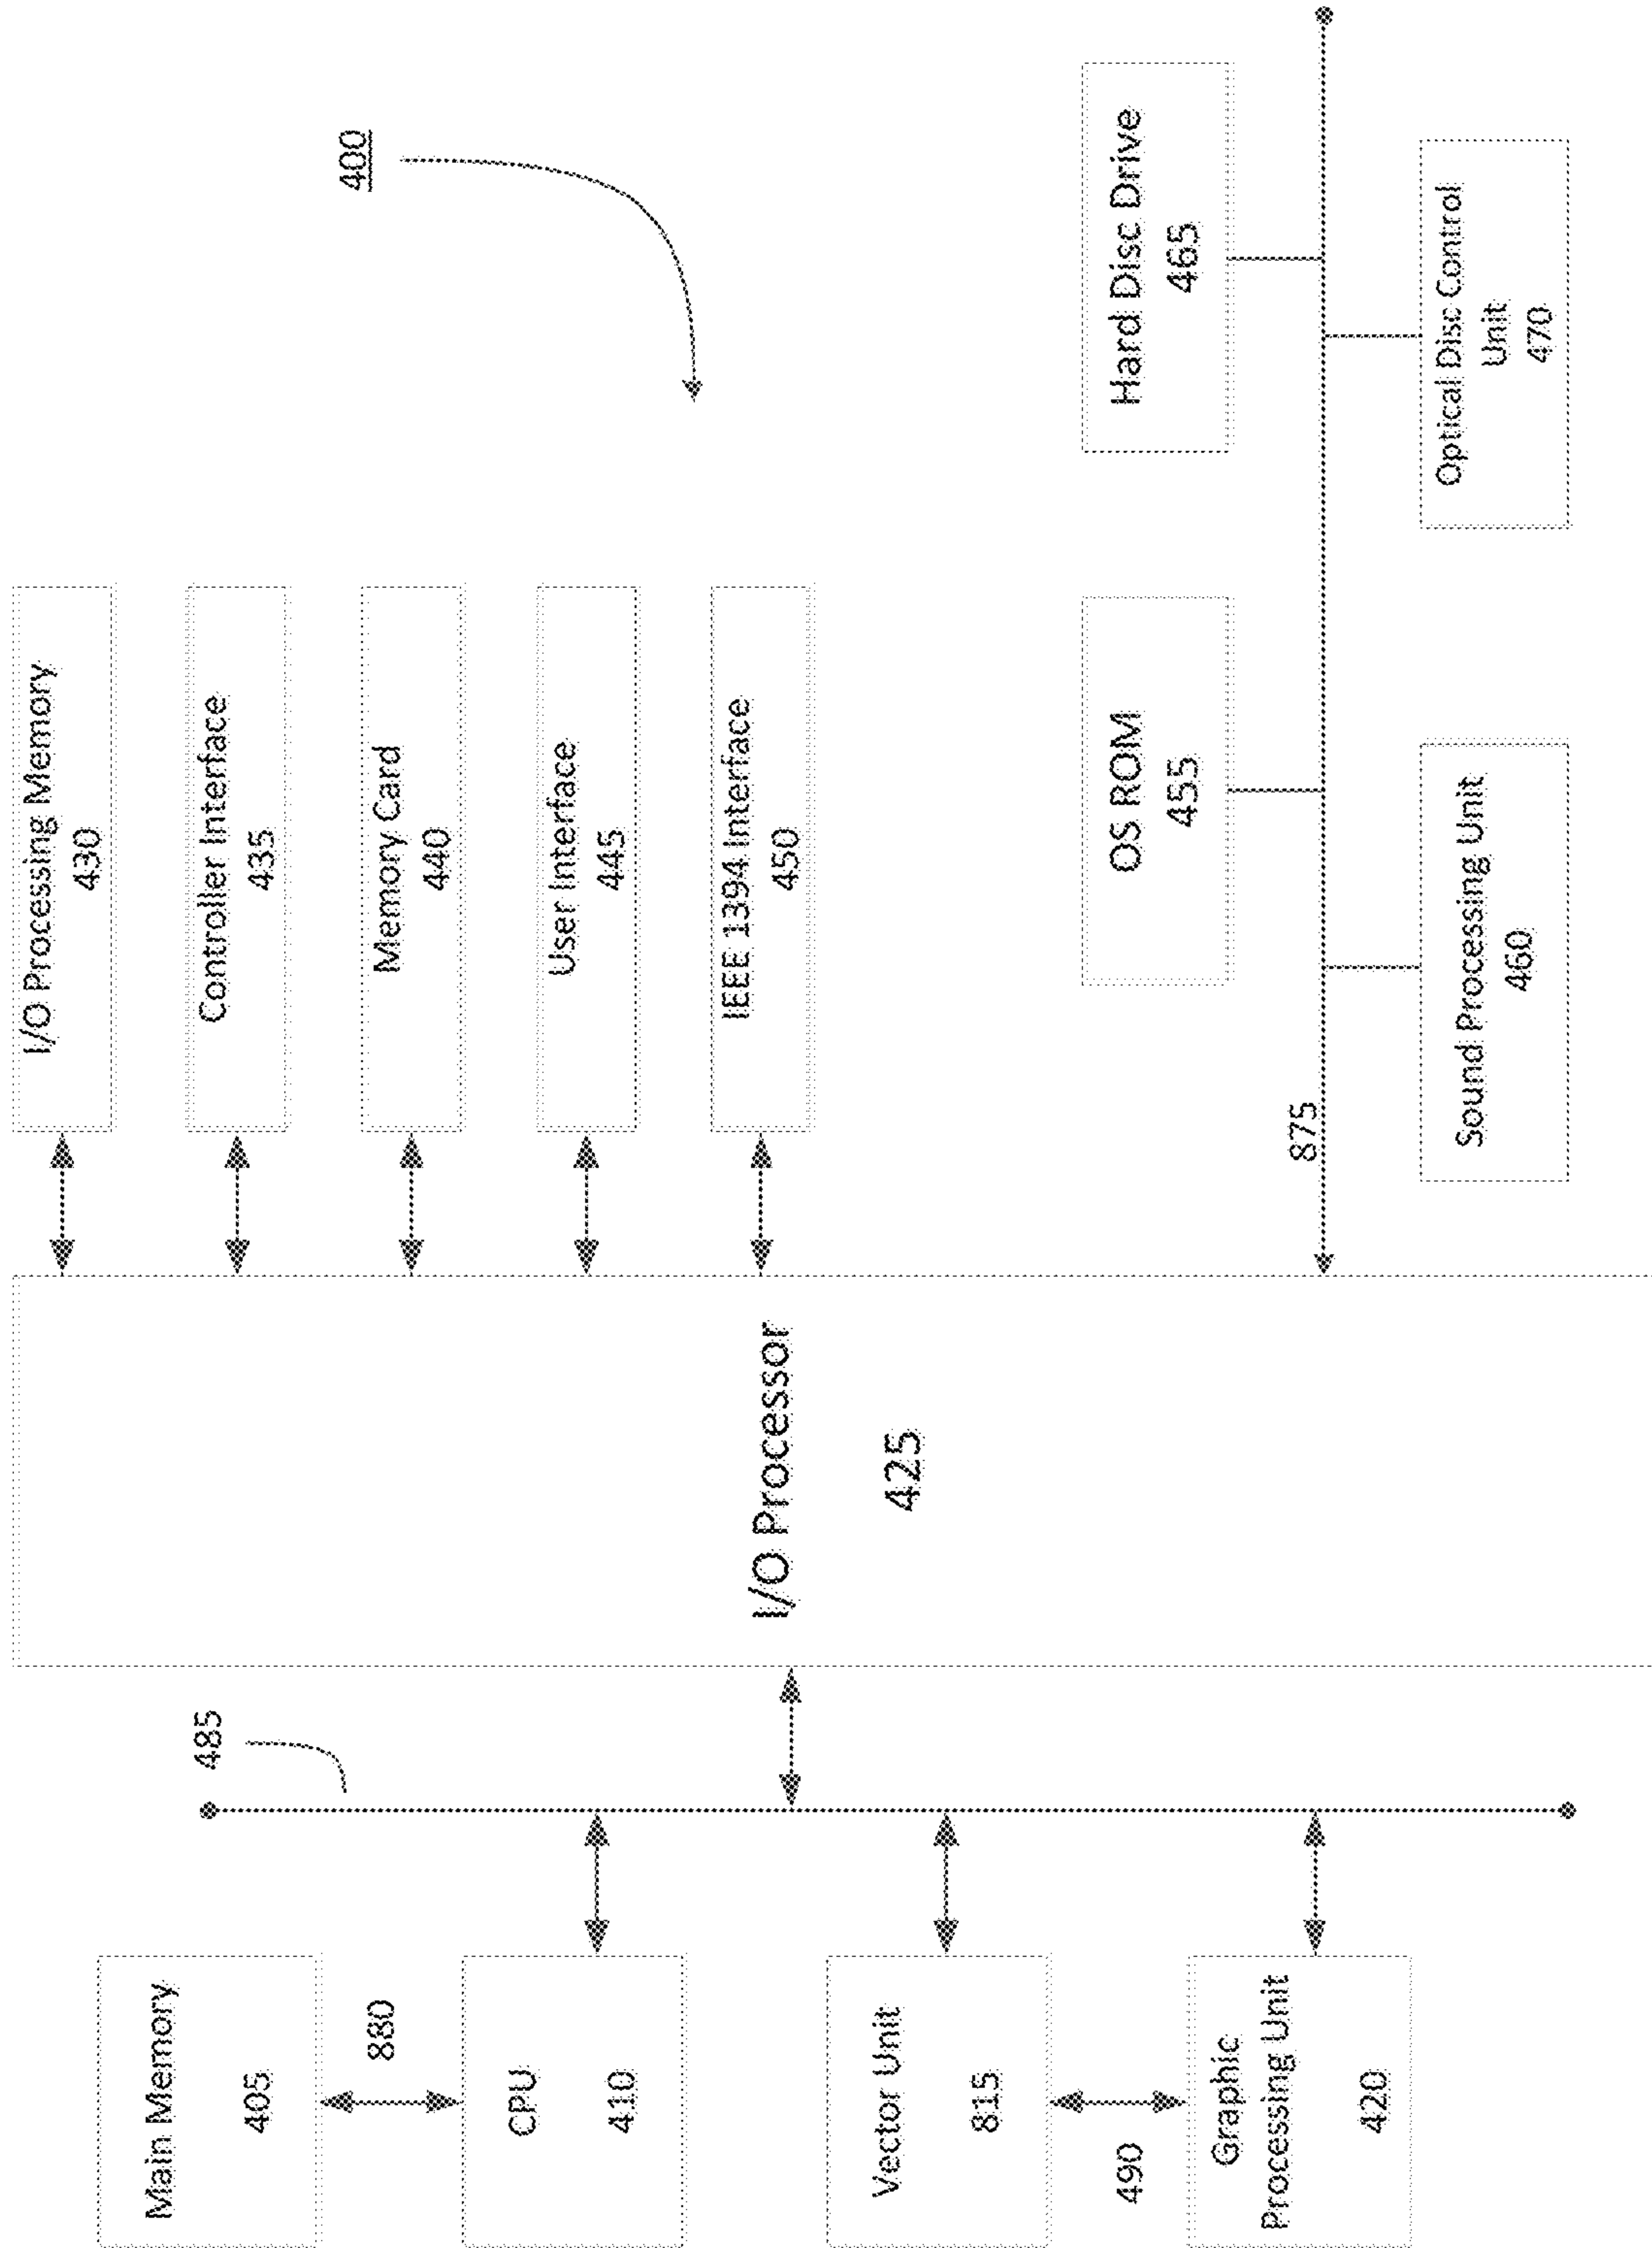 400
I/O Processing Memory
430
Controller Interface
435
Memory Card
440
User Interface
445
IEEE 1394 Interface
450
OS ROM
455
Hard Disc Drive
465
875
Sound Processing Unit
460
Optical Disc Control
Unit
470
I/O Processor
425
485
Main Memory
405
880
CPU
410
Vector Unit
815
490
Graphic
Processing Unit
420